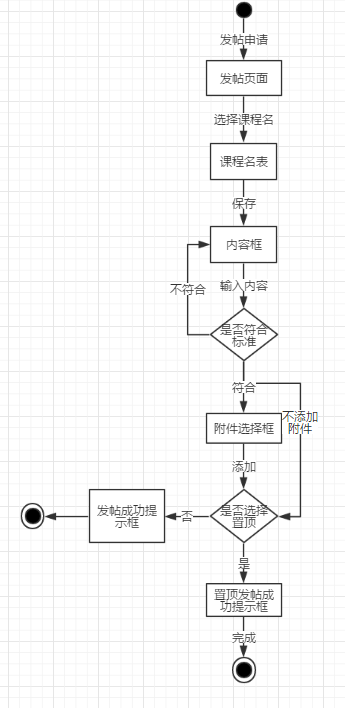 发帖申请
发帖页面
选择课程名
课程名表
保存
内容框
不符合
输入内容
是否符合
标准
符合
不添加
附件
附件选择框
添加
发帖成功提
示框
否
是否选择
置顶
是
置顶发帖成
功提示框
完成